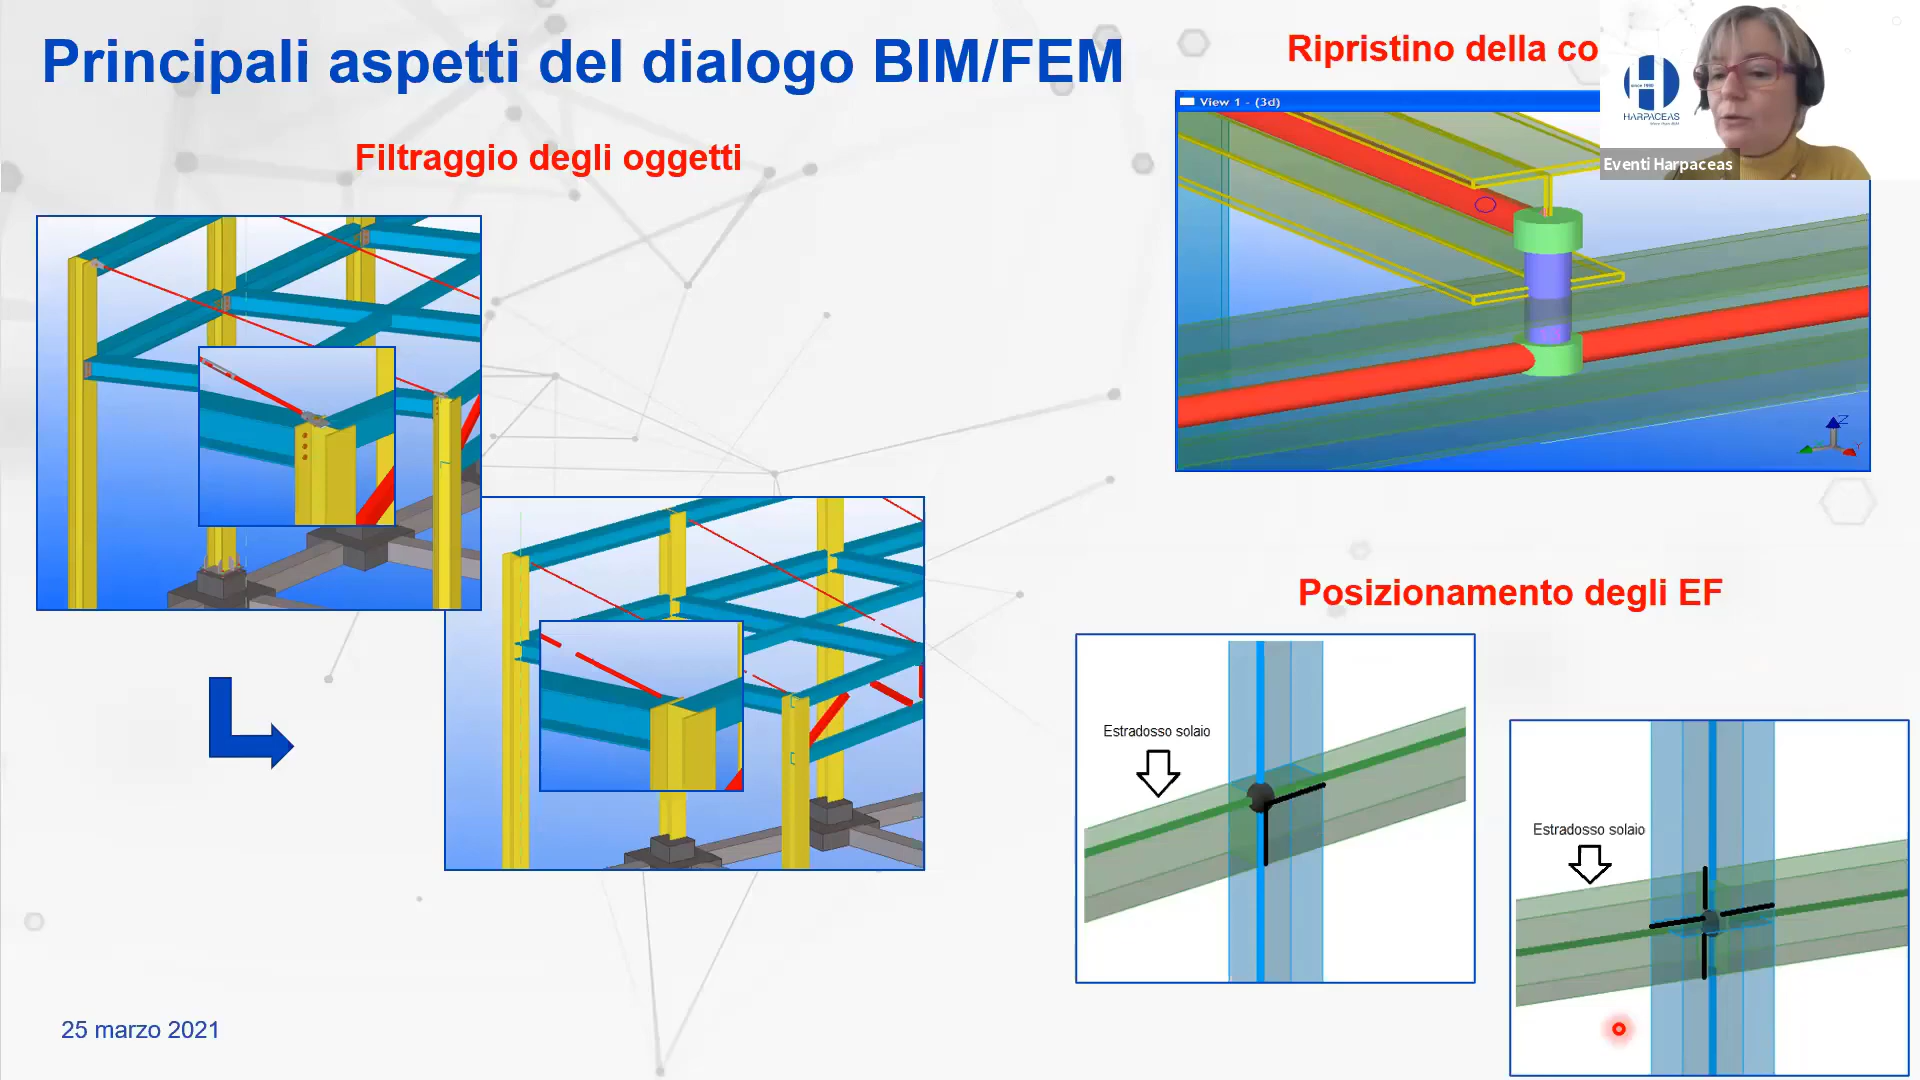 Principali aspetti del dialogo BIM/FEM
Filtraggio degli oggetti
Ripristino della co
View 1 - (3d)
HARPACEAS
Eventi Harpaceas
Posizionamento degli EF
Estradosso solaio
Estradosso solaio
25 marzo 2021